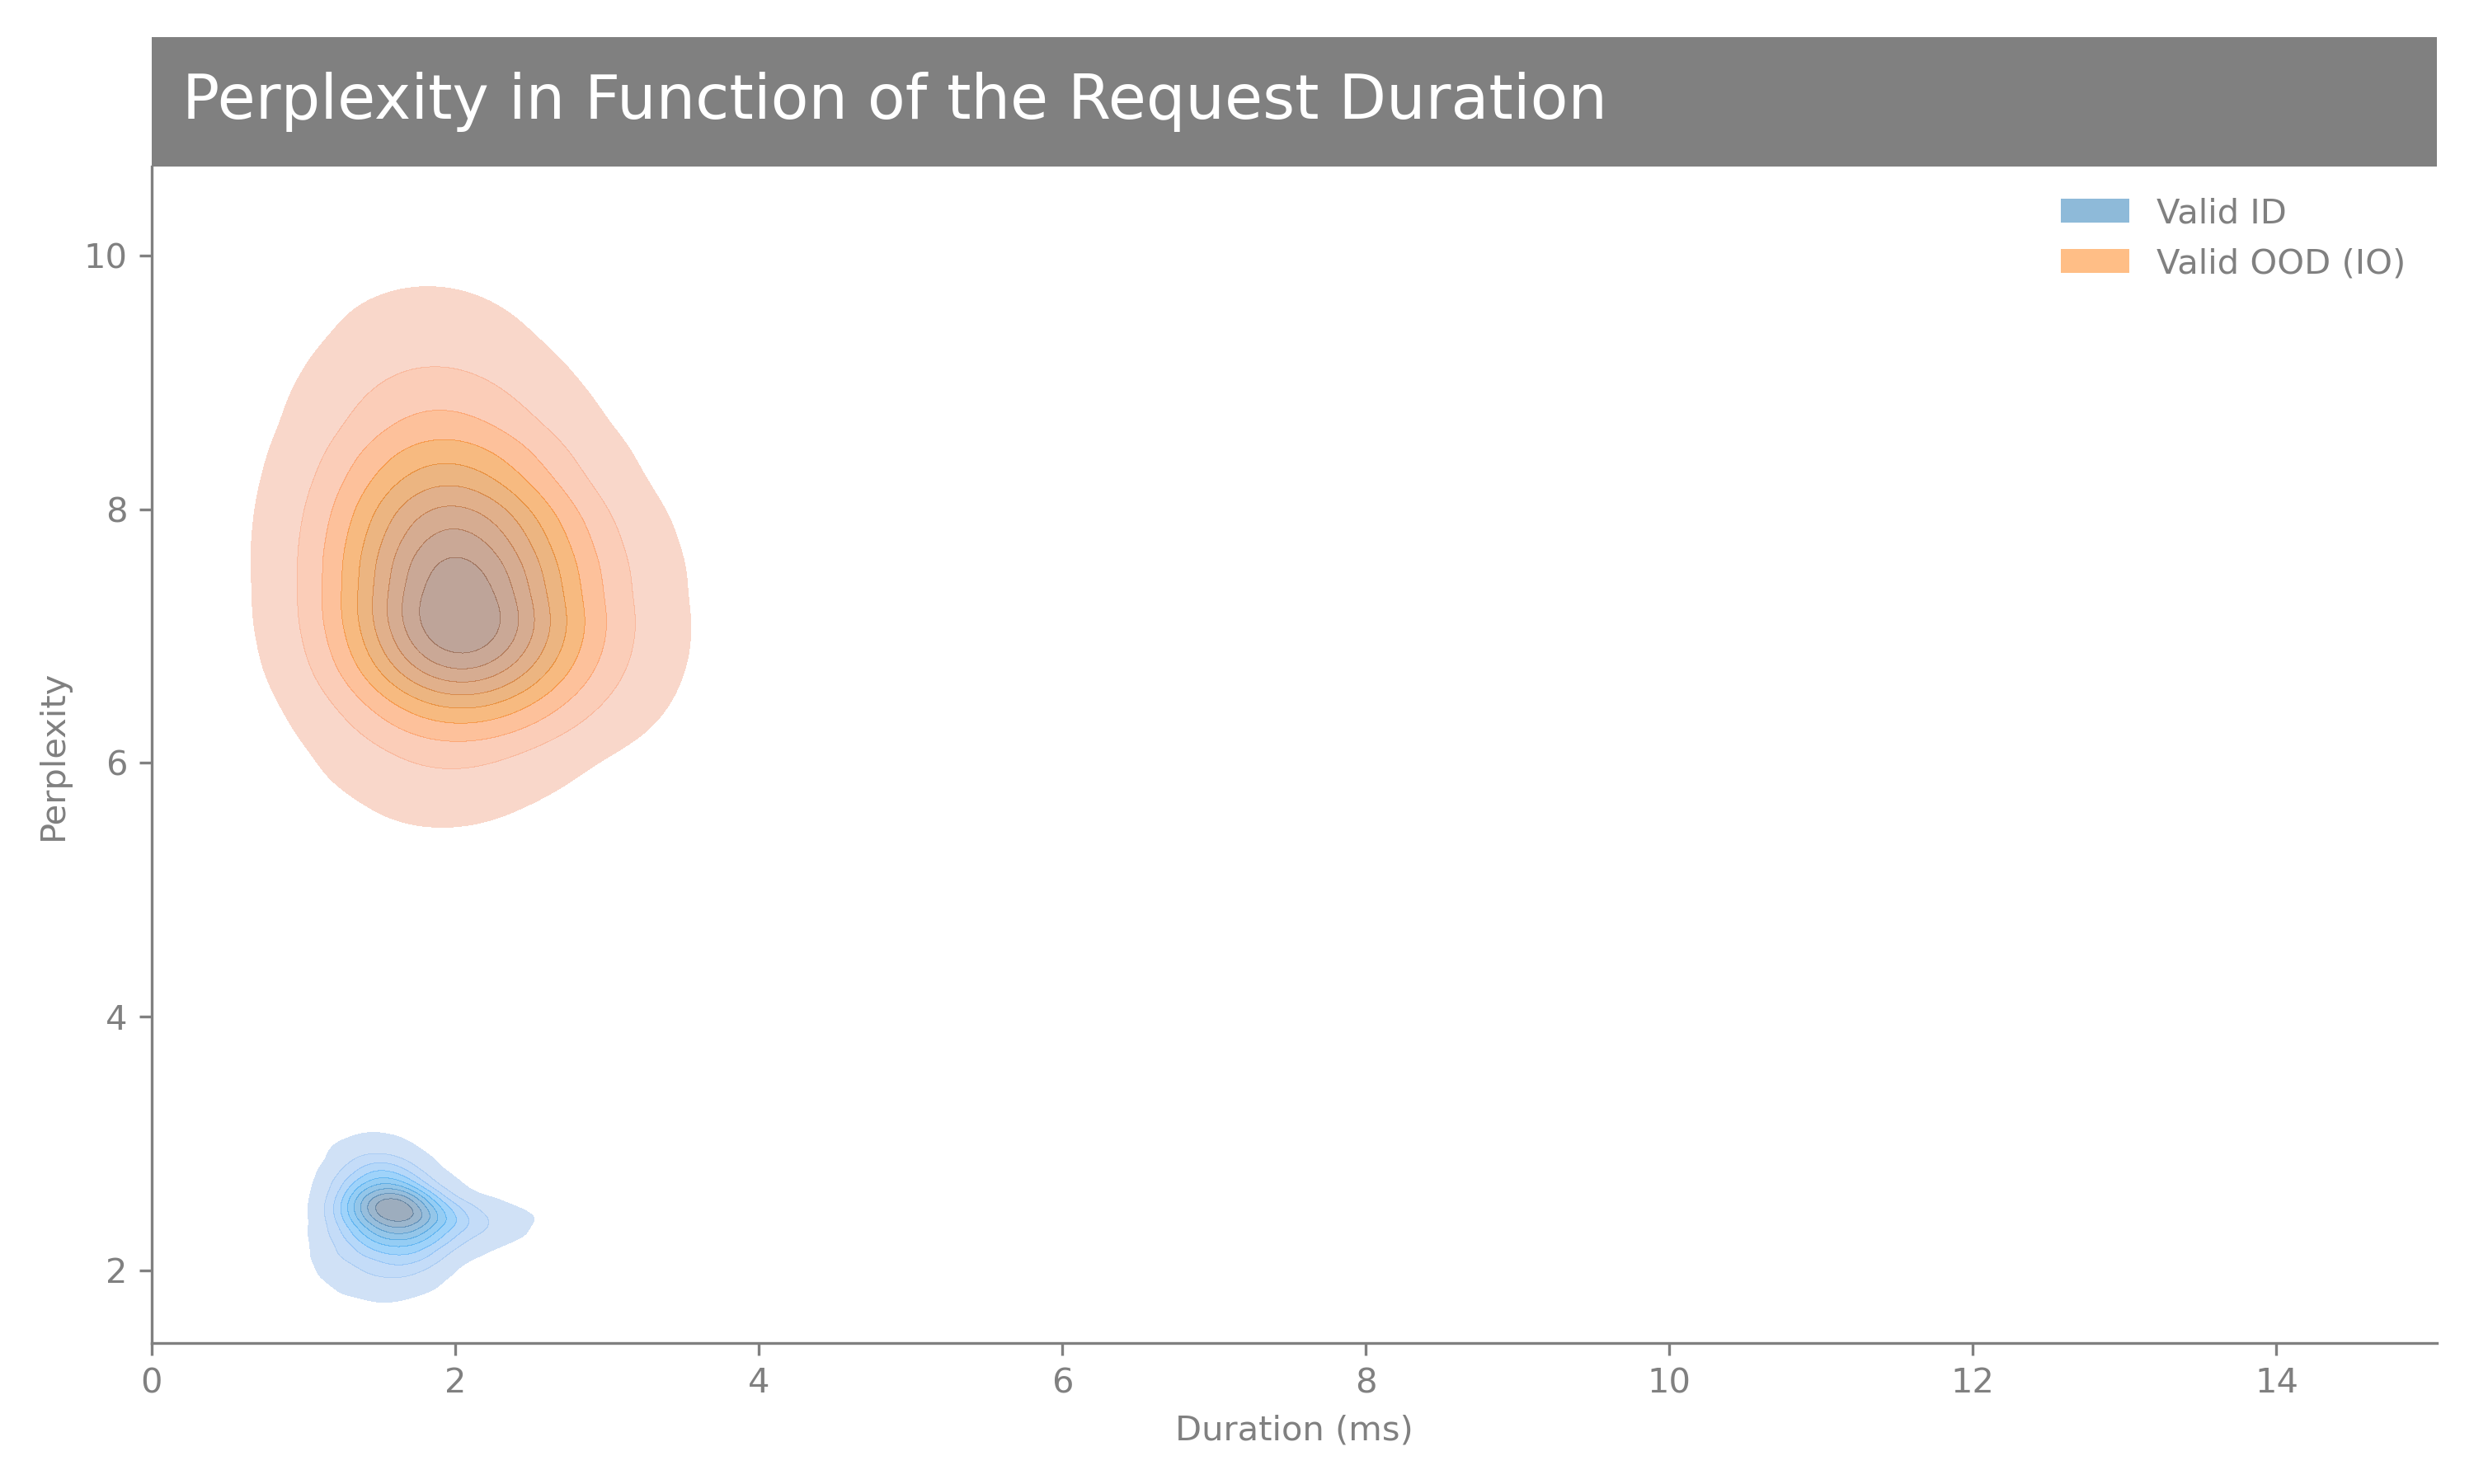 Perplexity in Function of the Request Duration
Valid ID
Valid OOD (IO)
10
8
6
4
2
Perplexity
0 2 4 6 8 10 12 14
Duration (ms)